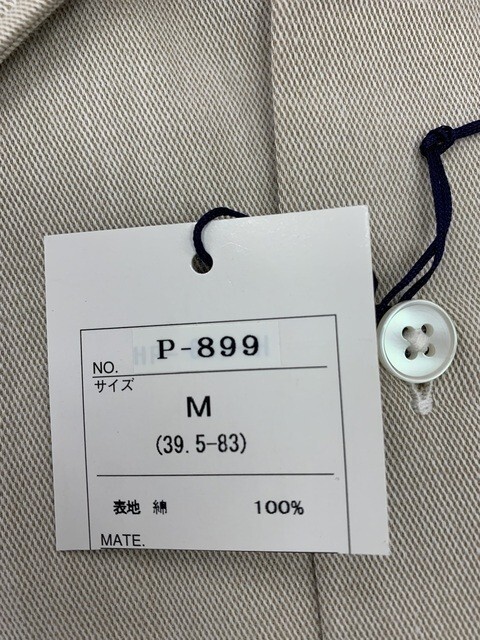 NO. P-899
サイズ
M
(39.5-83)
表地 綿 100%
MATE.